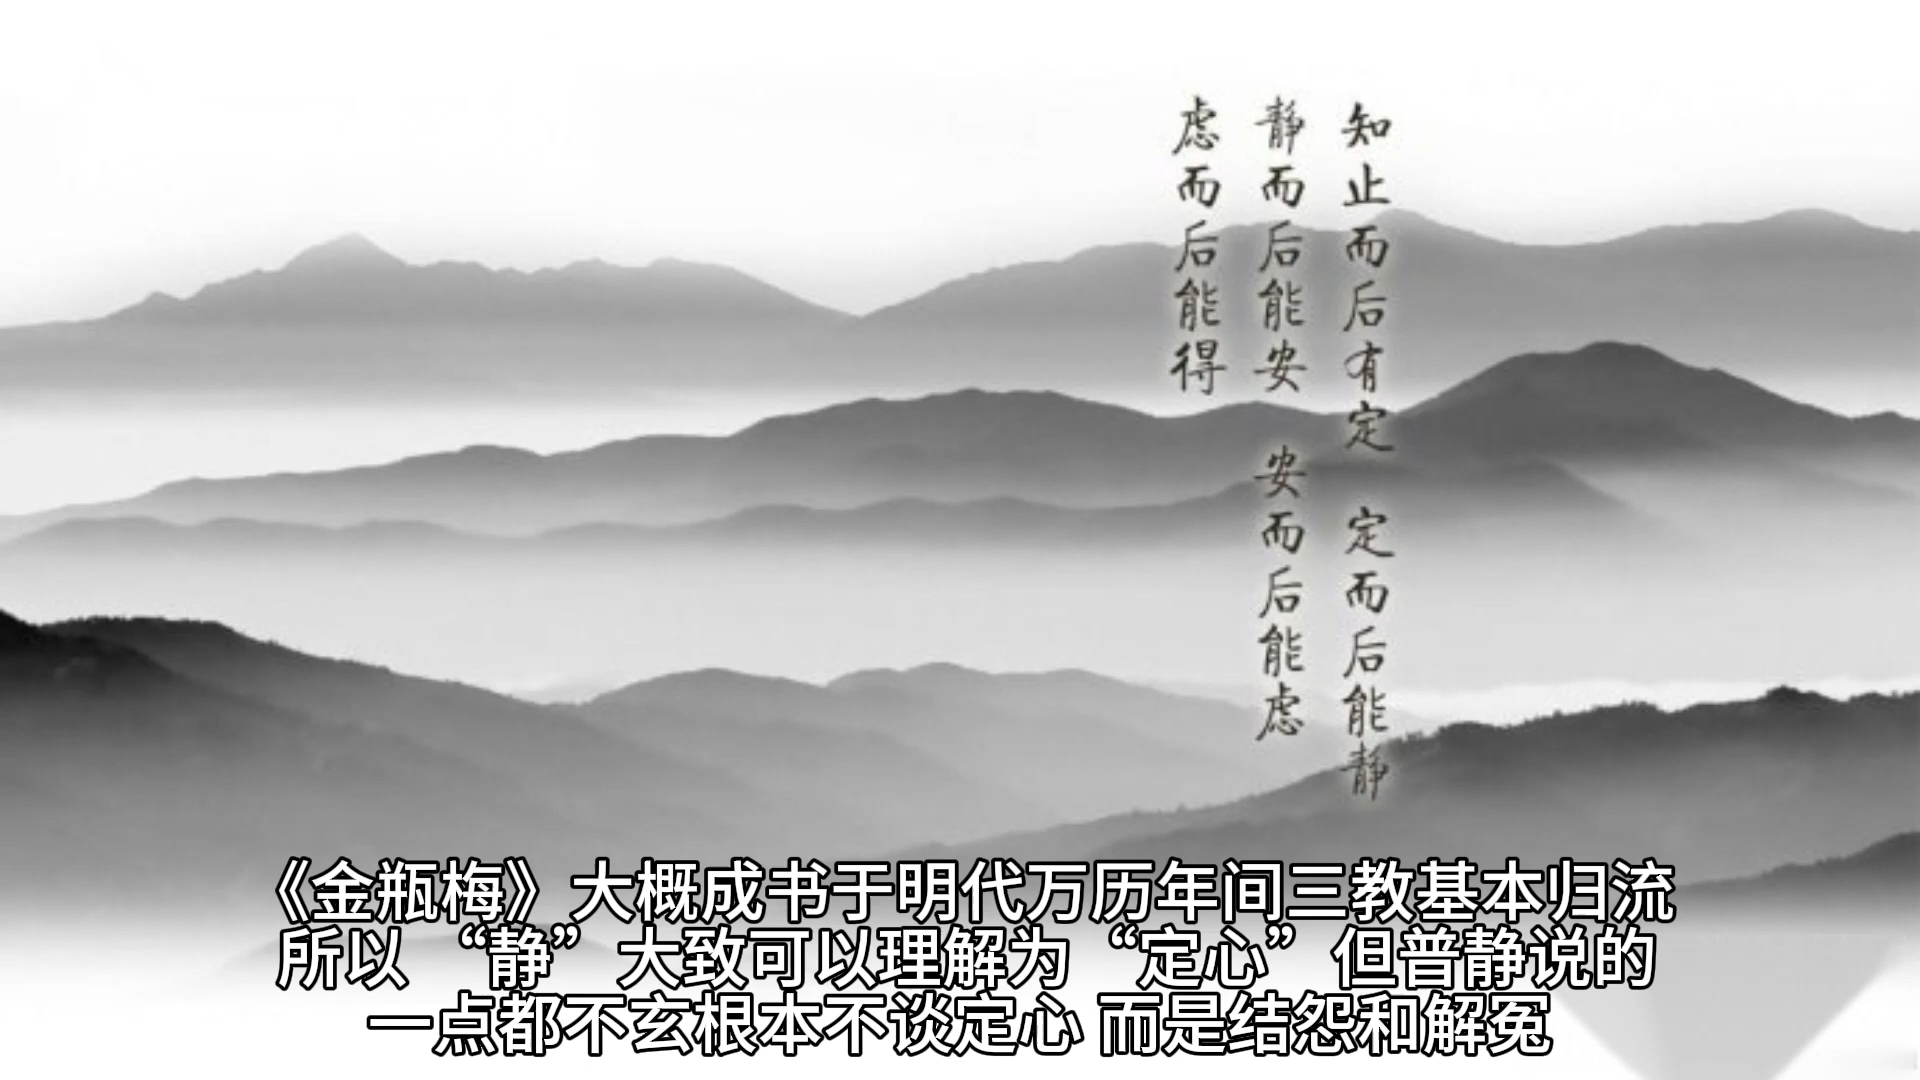 知止而后有定 定而后能静
静而后能安 安而后能虑
虑而后能得
《金瓶梅》大概成书于明代万历年间三教基本归流
所以 “静”大致可以理解为“定心”但普静说的
一点都不玄根本不谈定心 而是结怨和解冤